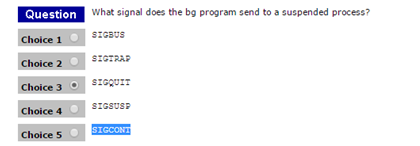 Question What signal does the bg program send to a suspended process?
Choice 1 SIGBUS
Choice 2 SIGTRAP
Choice 3 SIGQUIT
Choice 4 SIGSUSP
Choice 5 SIGCONT